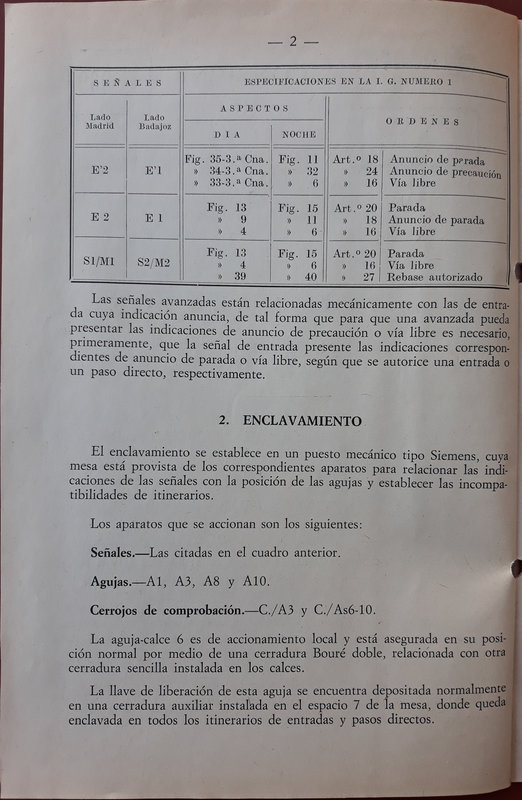 — 2 —
SEÑALES
ESPECIFICACIONES EN LA I. G. NUMERO 1
Lado Madrid
Lado Badajoz
ASPECTOS
ORDENES
DIA
NOCHE
E'2 E'1 Fig. 35-3.ª Cna. Fig. 11 Art.º 18 Anuncio de parada
» 34-3.ª Cna. » 32 » 24 Anuncio de precaución
» 33-3.ª Cna. » 6 » 16 Vía libre
E 2 E 1 Fig. 13 Fig. 15 Art.º 20 Parada
» 9 » 11 » 18 Anuncio de parada
» 4 » 6 » 16 Vía libre
S1/M1 S2/M2 Fig. 13 Fig. 15 Art.º 20 Parada
» 4 » 6 » 16 Vía libre
» 39 » 40 » 27 Rebase autorizado
Las señales avanzadas están relacionadas mecánicamente con las de entra-
da cuya indicación anuncia, de tal forma que para que una avanzada pueda
presentar las indicaciones de anuncio de precaución o vía libre es necesario,
primeramente, que la señal de entrada presente las indicaciones correspon-
dientes de anuncio de parada o vía libre, según que se autorice una entrada o
un paso directo, respectivamente.
2. ENCLAVAMIENTO
El enclavamiento se establece en un puesto mecánico tipo Siemens, cuya
mesa está provista de los correspondientes aparatos para relacionar las indi-
caciones de las señales con la posición de las agujas y establecer las incompa-
tibilidades de itinerarios.
Los aparatos que se accionan son los siguientes:
Señales.—Las citadas en el cuadro anterior.
Agujas.—A1, A3, A8 y A10.
Cerrojos de comprobación.—C./A3 y C./As6-10.
La aguja-calce 6 es de accionamiento local y está asegurada en su posi-
ción normal por medio de una cerradura Bouré doble, relacionada con otra
cerradura sencilla instalada en los calces.
La llave de liberación de esta aguja se encuentra depositada normalmente
en una cerradura auxiliar instalada en el espacio 7 de la mesa, donde queda
enclavada en todos los itinerarios de entradas y pasos directos.